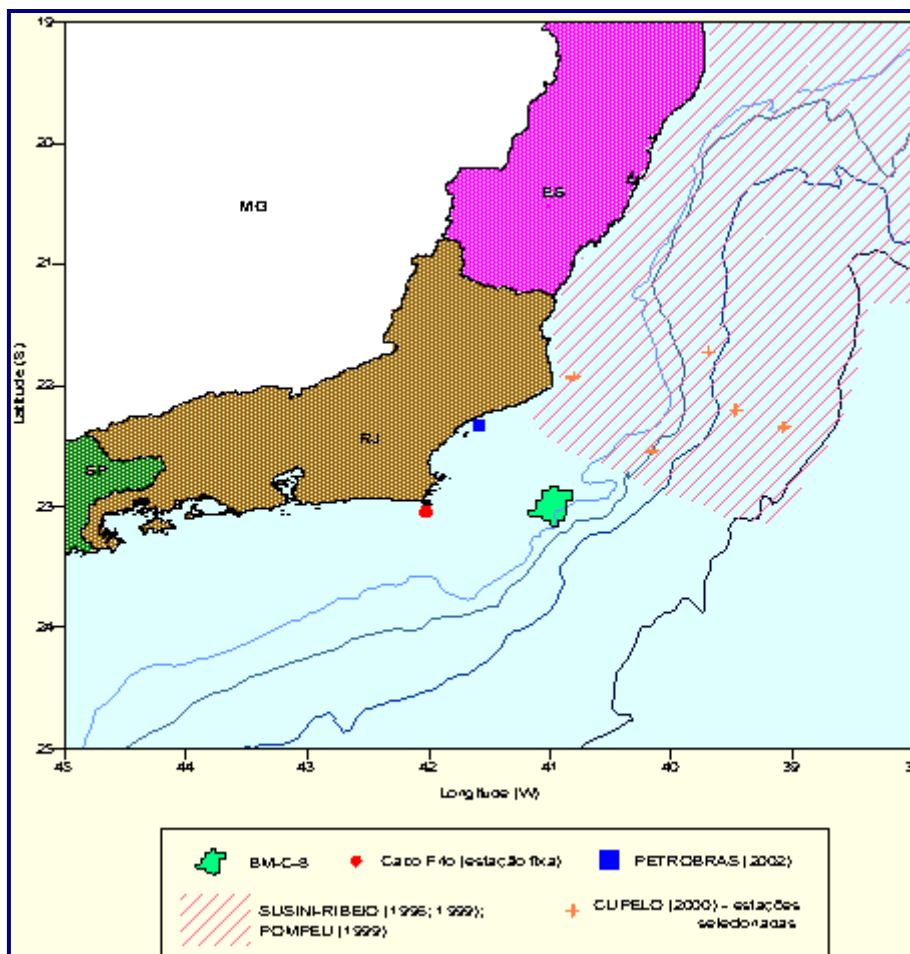 19
20
MG
ES
21
Latitude (S)
22
RJ
SP
23
24
25
45 44 43 42 41 40 39
Longitude (W)
BM-C-8
Cabo Frio (estação fixa)
PETROBRAS (2002)
SUSINI-RIBEIO (1996; 1999);
POMPEU (1999)
CUPELO (2000) - estações
selecionadas